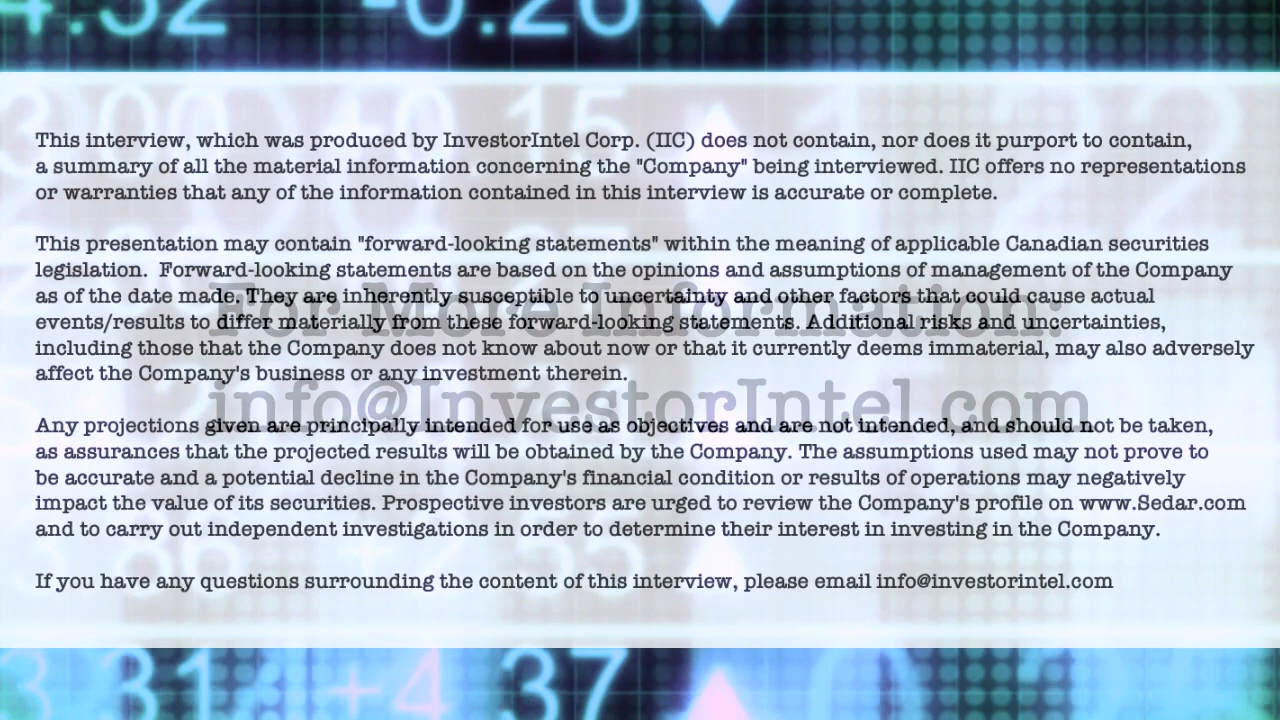 4.52 -0.26 ▼
3.00 +0.15
This interview, which was produced by InvestorIntel Corp. (IIC) does not contain, nor does it purport to contain,
a summary of all the material information concerning the "Company" being interviewed. IIC offers no representations
or warranties that any of the information contained in this interview is accurate or complete.
This presentation may contain "forward-looking statements" within the meaning of applicable Canadian securities
legislation.  Forward-looking statements are based on the opinions and assumptions of management of the Company
as of the date made. They are inherently susceptible to uncertainty and other factors that could cause actual
For More Information:
events/results to differ materially from these forward-looking statements. Additional risks and uncertainties,
including those that the Company does not know about now or that it currently deems immaterial, may also adversely
affect the Company's business or any investment therein.
info@InvestorIntel.com
Any projections given are principally intended for use as objectives and are not intended, and should not be taken,
as assurances that the projected results will be obtained by the Company. The assumptions used may not prove to
be accurate and a potential decline in the Company's financial condition or results of operations may negatively
impact the value of its securities. Prospective investors are urged to review the Company's profile on www.Sedar.com
and to carry out independent investigations in order to determine their interest in investing in the Company.
If you have any questions surrounding the content of this interview, please email info@investorintel.com
3.31 +4.37 ▲